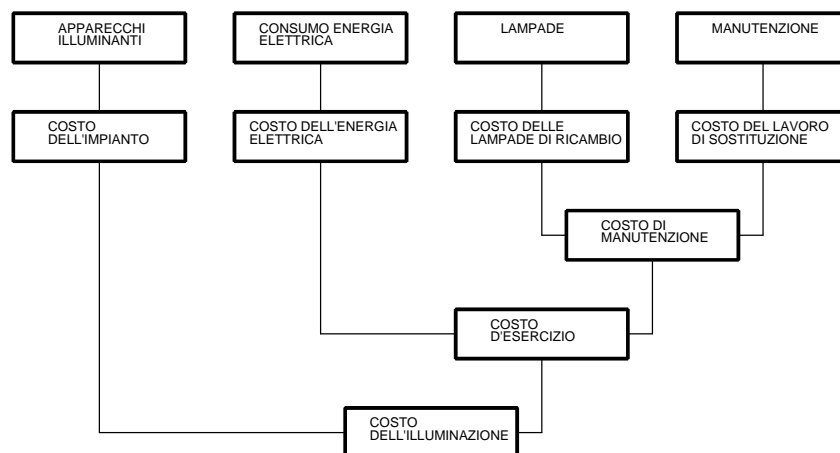 APPARECCHI
ILLUMINANTI
CONSUMO ENERGIA
ELETTRICA
LAMPADE
MANUTENZIONE
COSTO
DELL'IMPIANTO
COSTO DELL'ENERGIA
ELETTRICA
COSTO DELLE
LAMPADE DI RICAMBIO
COSTO DEL LAVORO
DI SOSTITUZIONE
COSTO DI
MANUTENZIONE
COSTO
D'ESERCIZIO
COSTO
DELL'ILLUMINAZIONE